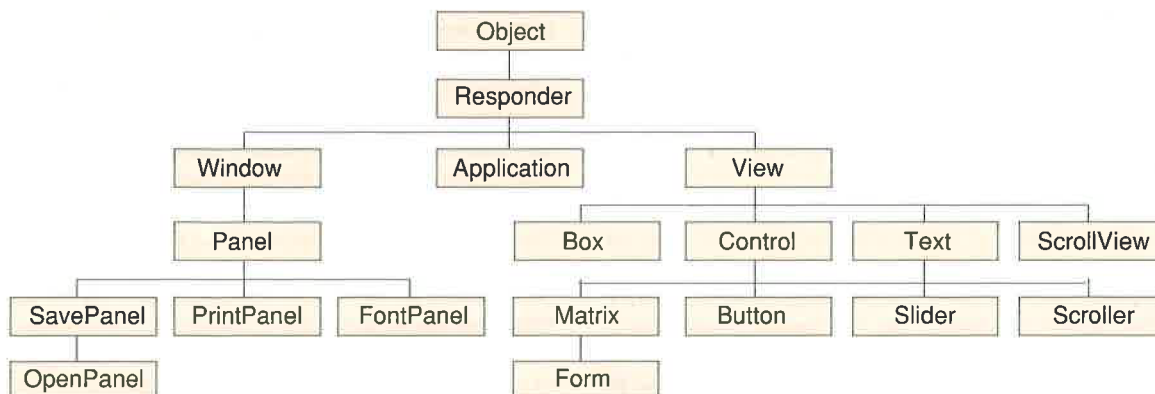 Object
Responder
Window Application View
Panel Box Control Text ScrollView
SavePanel PrintPanel FontPanel Matrix Button Slider Scroller
OpenPanel Form